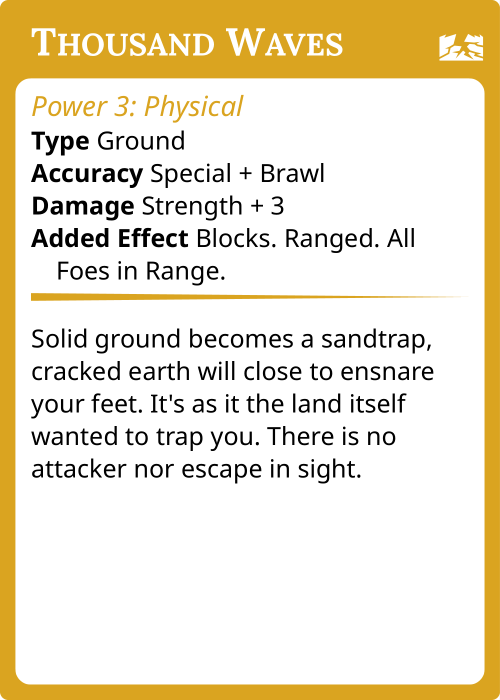 Thousand Waves
Power 3: Physical
Type Ground
Accuracy Special + Brawl
Damage Strength + 3
Added Effect Blocks. Ranged. All
Foes in Range.
Solid ground becomes a sandtrap,
cracked earth will close to ensnare
your feet. It's as it the land itself
wanted to trap you. There is no
attacker nor escape in sight.